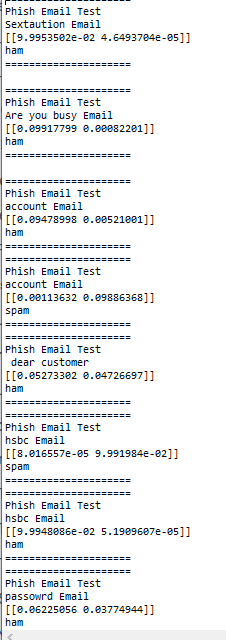 =====================
Phish Email Test
Sextaution Email
[[9.9953502e-02 4.6493704e-05]]
ham
=====================
=====================
Phish Email Test
Are you busy Email
[[0.09917799 0.00082201]]
ham
=====================
=====================
Phish Email Test
account Email
[[0.09478998 0.00521001]]
ham
=====================
=====================
Phish Email Test
account Email
[[0.00113632 0.09886368]]
spam
=====================
=====================
Phish Email Test
 dear customer
[[0.05273302 0.04726697]]
ham
=====================
=====================
Phish Email Test
hsbc Email
[[8.016557e-05 9.991984e-02]]
spam
=====================
=====================
Phish Email Test
hsbc Email
[[9.9948086e-02 5.1909607e-05]]
ham
=====================
=====================
Phish Email Test
passowrd Email
[[0.06225056 0.03774944]]
ham